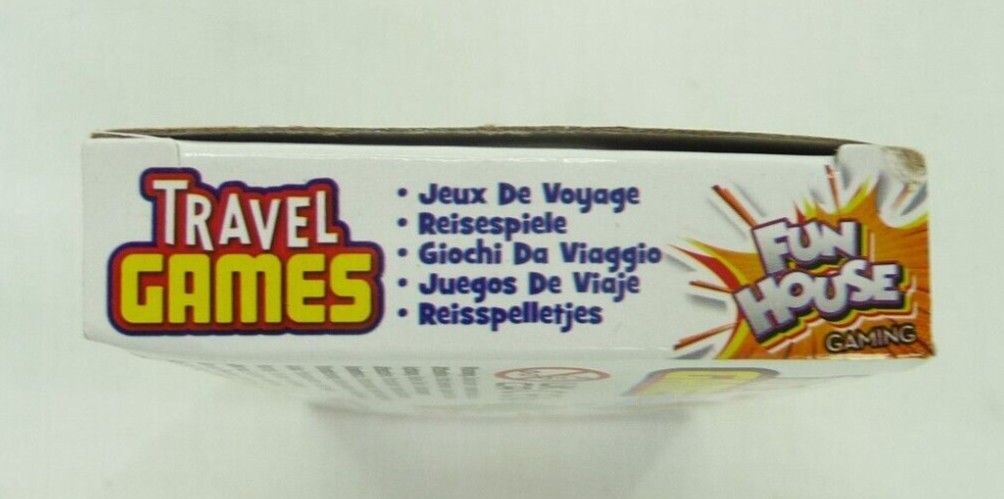 TRAVEL
GAMES
• Jeux De Voyage
• Reisespiele
• Giochi Da Viaggio
• Juegos De Viaje
• Reisspelletjes
FUN
HOUSE
GAMING